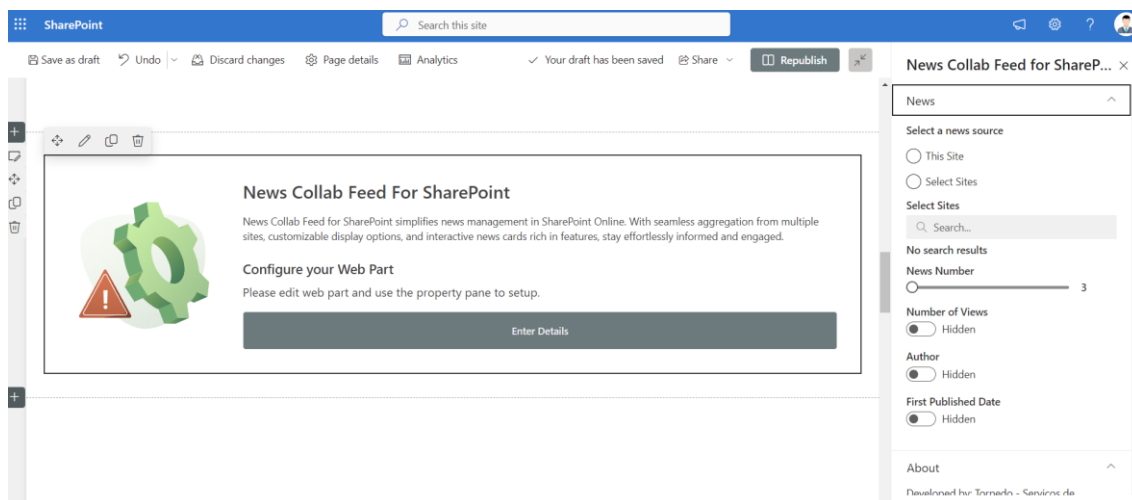 SharePoint
Search this site
Save as draft
Undo
Discard changes
Page details
Analytics
Your draft has been saved
Share
Republish
News Collab Feed For SharePoint
News Collab Feed for SharePoint simplifies news management in SharePoint Online. With seamless aggregation from multiple
sites, customizable display options, and interactive news cards rich in features, stay effortlessly informed and engaged.
Configure your Web Part
Please edit web part and use the property pane to setup.
Enter Details
News Collab Feed for ShareP...
News
Select a news source
This Site
Select Sites
Select Sites
Search...
No search results
News Number
3
Number of Views
Hidden
Author
Hidden
First Published Date
Hidden
About
Developed by: Torpedo - Serviços de